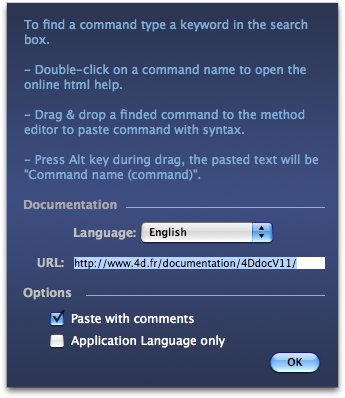 To find a command type a keyword in the search
box.
- Double-click on a command name to open the
online html help.
- Drag & drop a finded command to the method
editor to paste command with syntax.
- Press Alt key during drag, the pasted text will be
"Command name (command)".
Documentation
Language: English
URL: http://www.4d.fr/documentation/4DdocV11/
Options
Paste with comments
Application Language only
OK